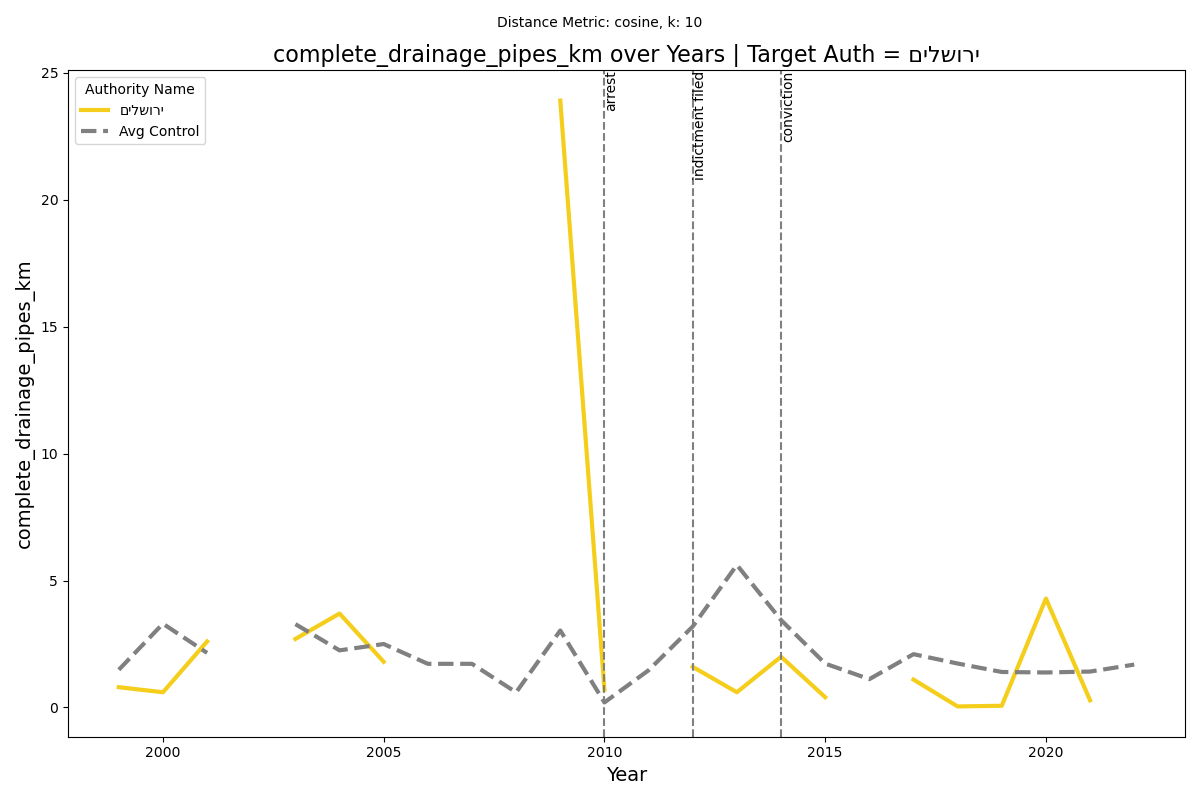 Distance Metric: cosine, k: 10
complete_drainage_pipes_km over Years | Target Auth = ירושלים
Authority Name
ירושלים
Avg Control
arrest
indictment filed
conviction
complete_drainage_pipes_km
25
20
15
10
5
0
2000
2005
2010
2015
2020
Year